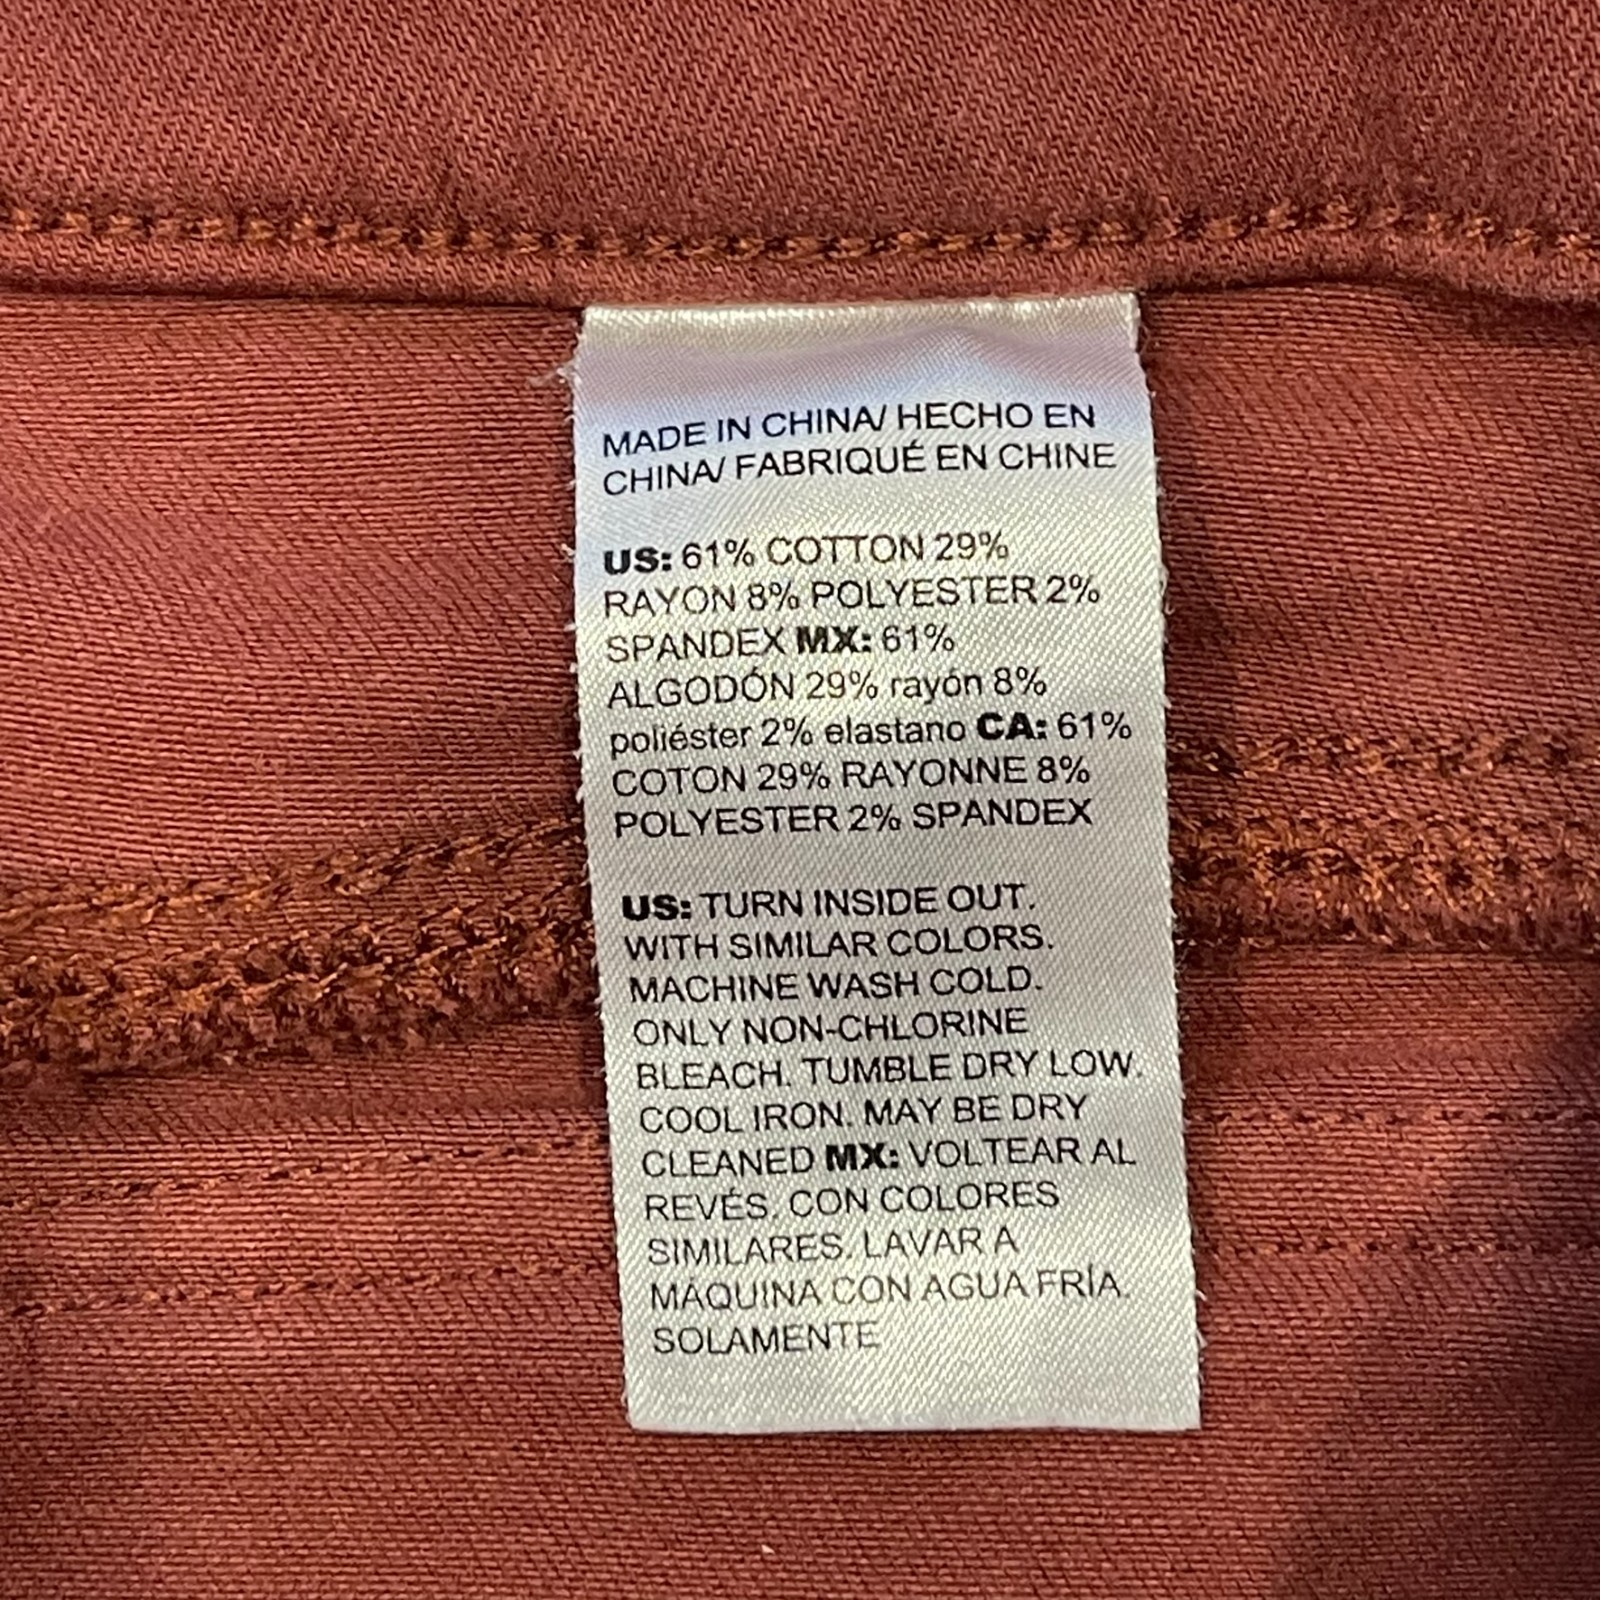 MADE IN CHINA/ HECHO EN
CHINA/ FABRIQUÉ EN CHINE
US: 61% COTTON 29%
RAYON 8% POLYESTER 2%
SPANDEX MX: 61%
ALGODÓN 29% rayón 8%
poliéster 2% elastano CA: 61%
COTON 29% RAYONNE 8%
POLYESTER 2% SPANDEX
US: TURN INSIDE OUT.
WITH SIMILAR COLORS.
MACHINE WASH COLD.
ONLY NON-CHLORINE
BLEACH. TUMBLE DRY LOW.
COOL IRON. MAY BE DRY
CLEANED MX: VOLTEAR AL
REVÉS. CON COLORES
SIMILARES. LAVAR A
MÁQUINA CON AGUA FRÍA.
SOLAMENTE